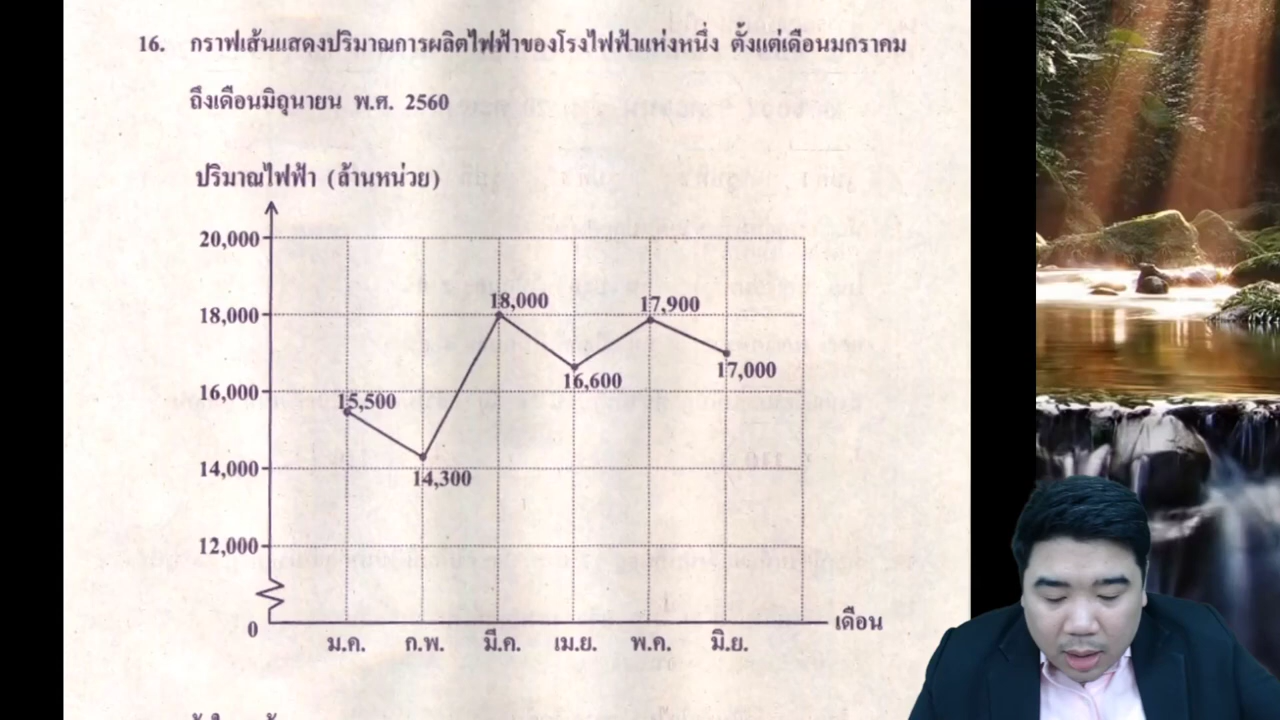 16. กราฟเส้นแสดงปริมาณการผลิตไฟฟ้าของโรงไฟฟ้าแห่งหนึ่ง ตั้งแต่เดือนมกราคม
ถึงเดือนมิถุนายน พ.ศ. 2560
ปริมาณไฟฟ้า (ล้านหน่วย)
20,000
18,000
16,000
14,000
12,000
0
15,500
14,300
18,000
16,600
17,900
17,000
ม.ค. ก.พ. มี.ค. เม.ย. พ.ค. มิ.ย.
เดือน